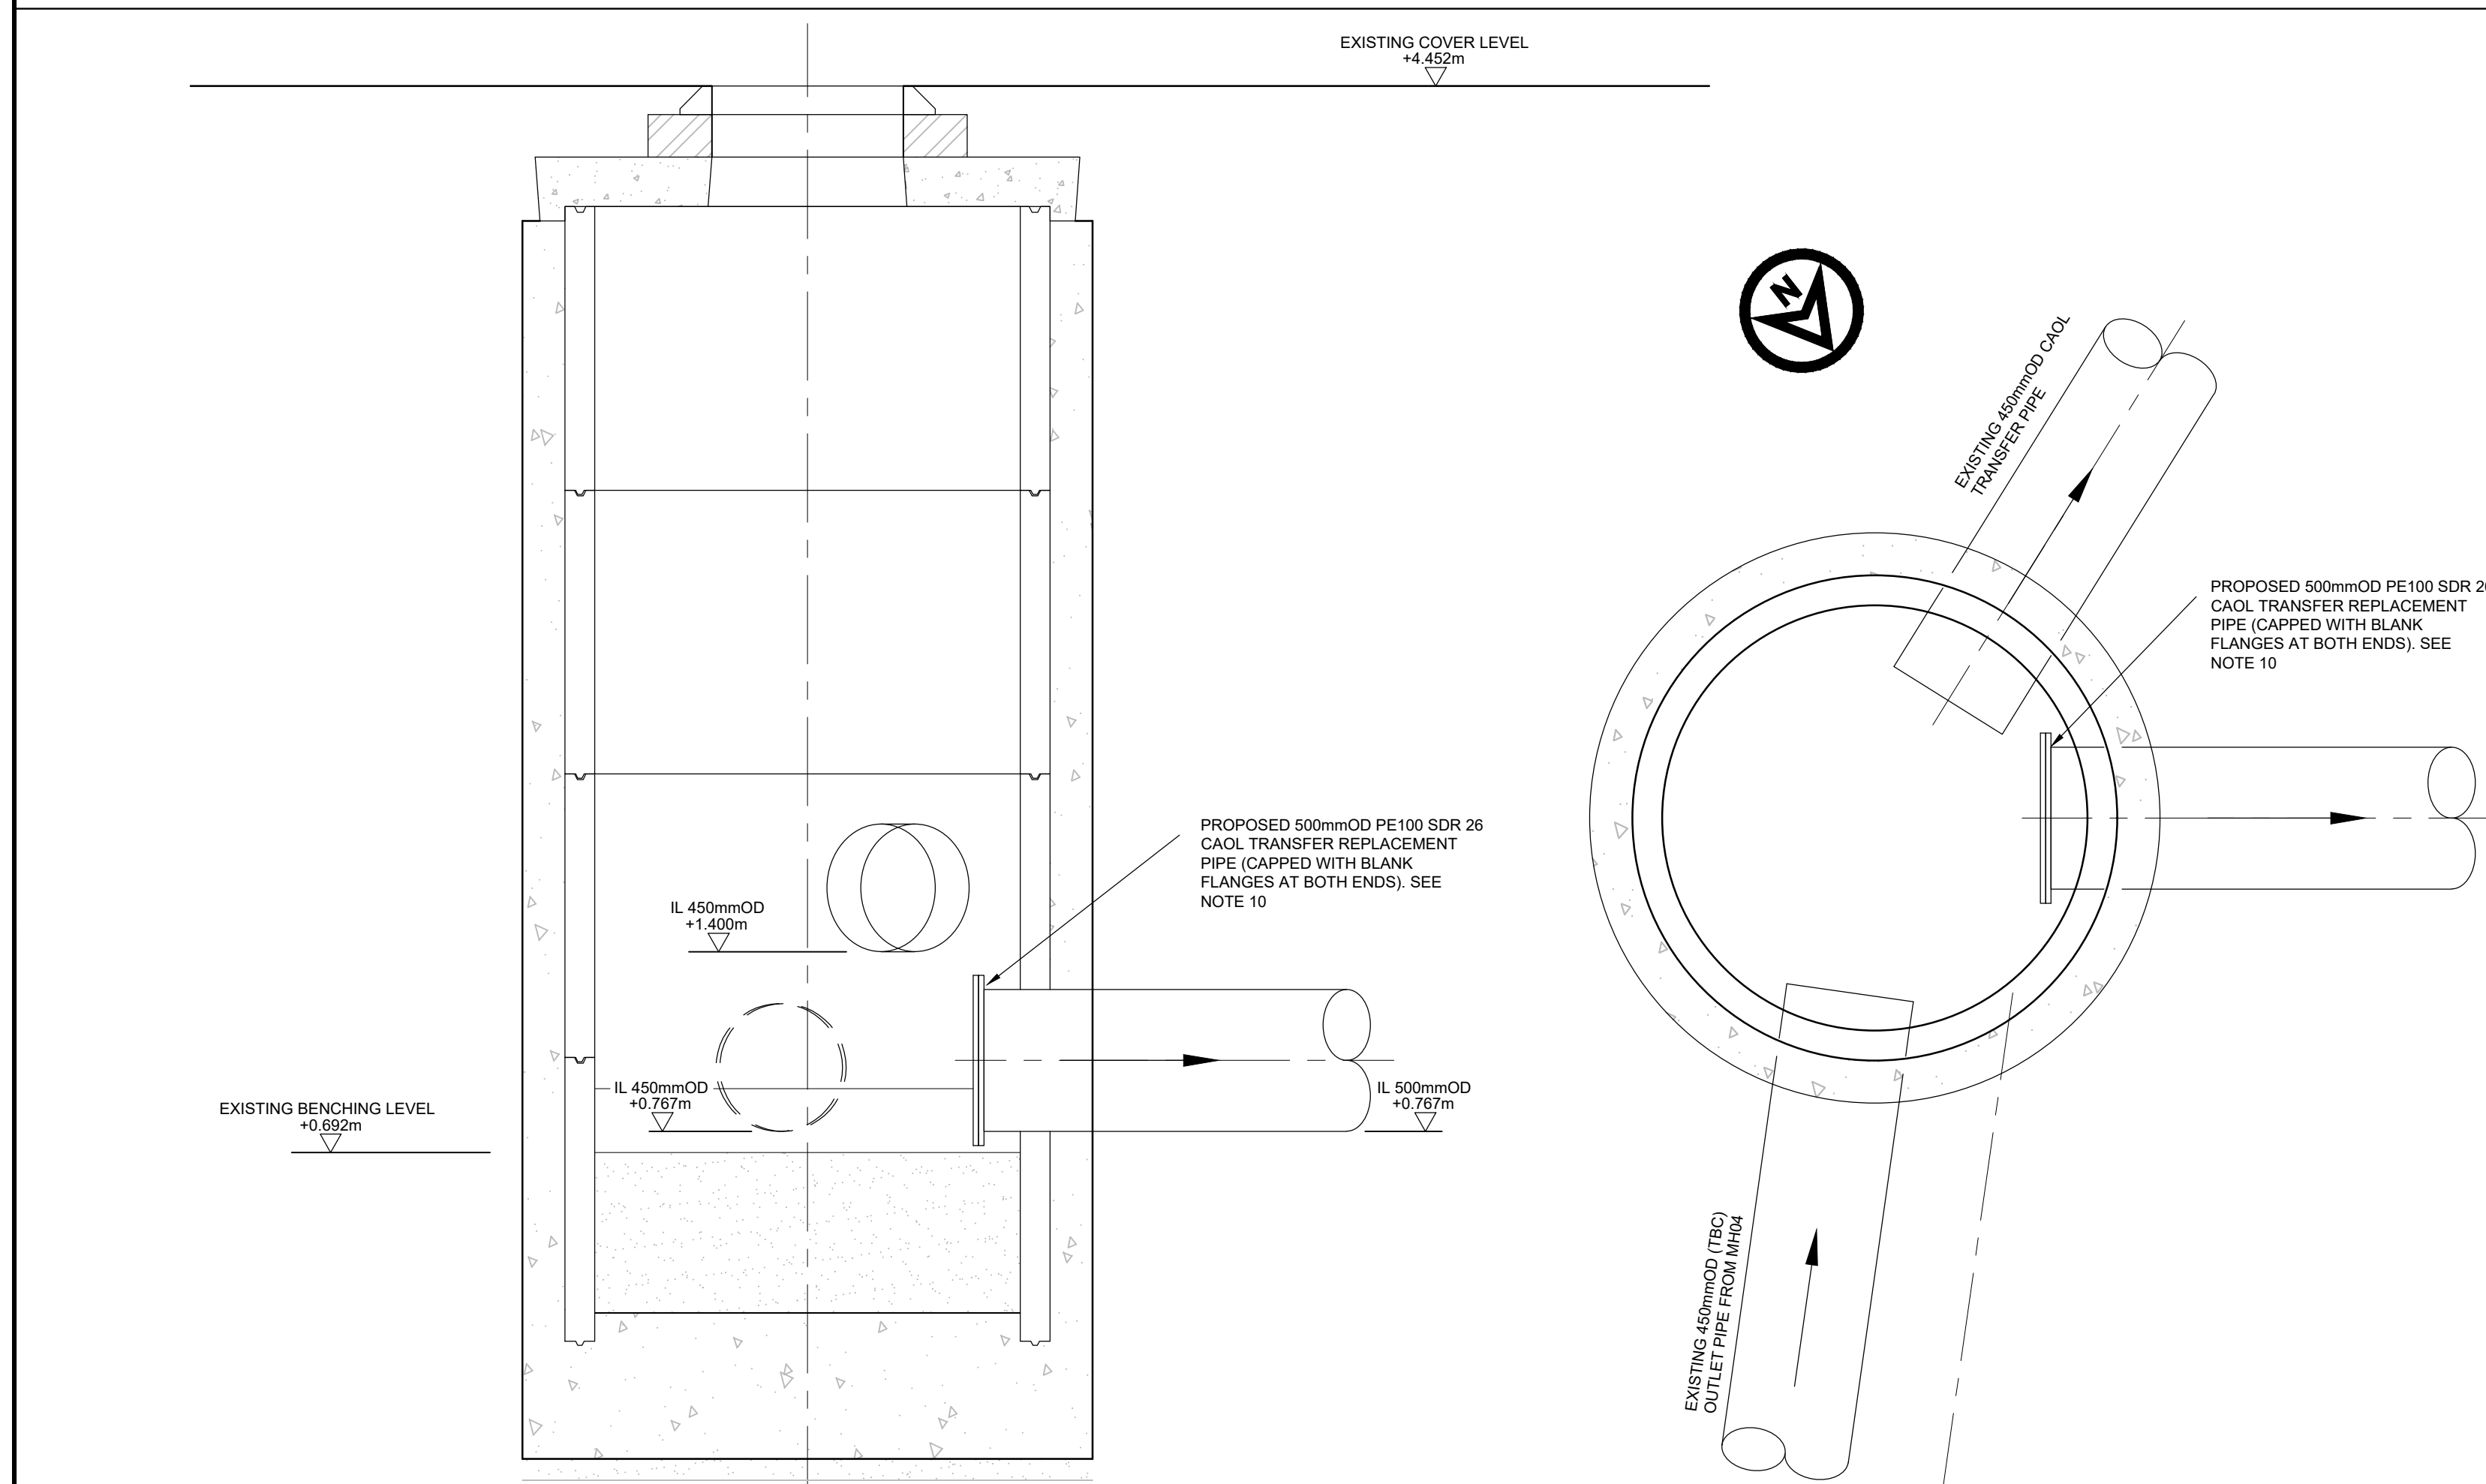 EXISTING COVER LEVEL
+4.452m
N
EXISTING 450mmOD CAOL
TRANSFER PIPE
PROPOSED 500mmOD PE100 SDR 26
CAOL TRANSFER REPLACEMENT
PIPE (CAPPED WITH BLANK
FLANGES AT BOTH ENDS). SEE
NOTE 10
PROPOSED 500mmOD PE100 SDR 26
CAOL TRANSFER REPLACEMENT
PIPE (CAPPED WITH BLANK
FLANGES AT BOTH ENDS). SEE
NOTE 10
IL 450mmOD
+1.400m
IL 450mmOD
+0.767m
IL 500mmOD
+0.767m
EXISTING BENCHING LEVEL
+0.692m
EXISTING 450mmOD (TBC)
OUTLET PIPE FROM MH04